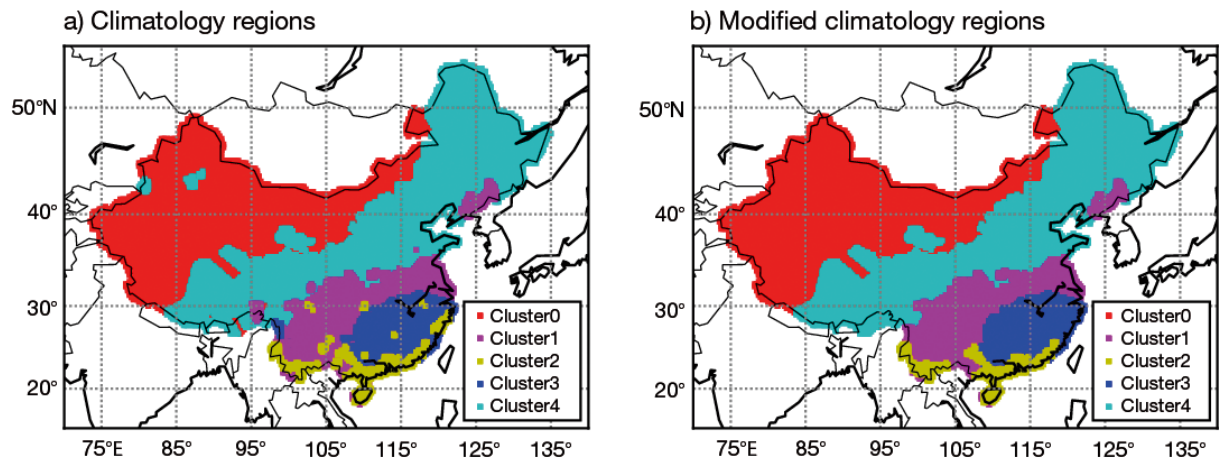 a) Climatology regions
b) Modified climatology regions
50°N
40°
30°
20°
Cluster0
Cluster1
Cluster2
Cluster3
Cluster4
75°E 85° 95° 105° 115° 125° 135°
50°N
40°
30°
20°
Cluster0
Cluster1
Cluster2
Cluster3
Cluster4
75°E 85° 95° 105° 115° 125° 135°